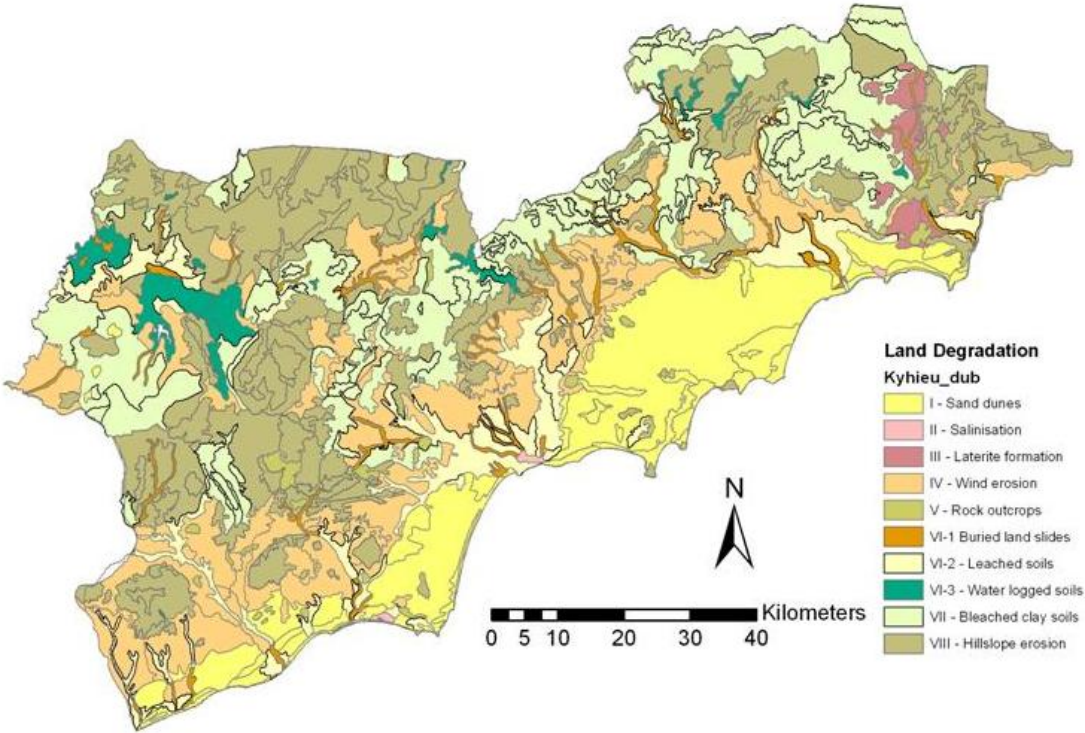 Land Degradation
Kyhieu_dub
I - Sand dunes
II - Salinisation
III - Laterite formation
IV - Wind erosion
V - Rock outcrops
VI-1 Buried land slides
VI-2 - Leached soils
VI-3 - Water logged soils
VII - Bleached clay soils
VIII - Hillslope erosion
N
Kilometers
0 5 10 20 30 40